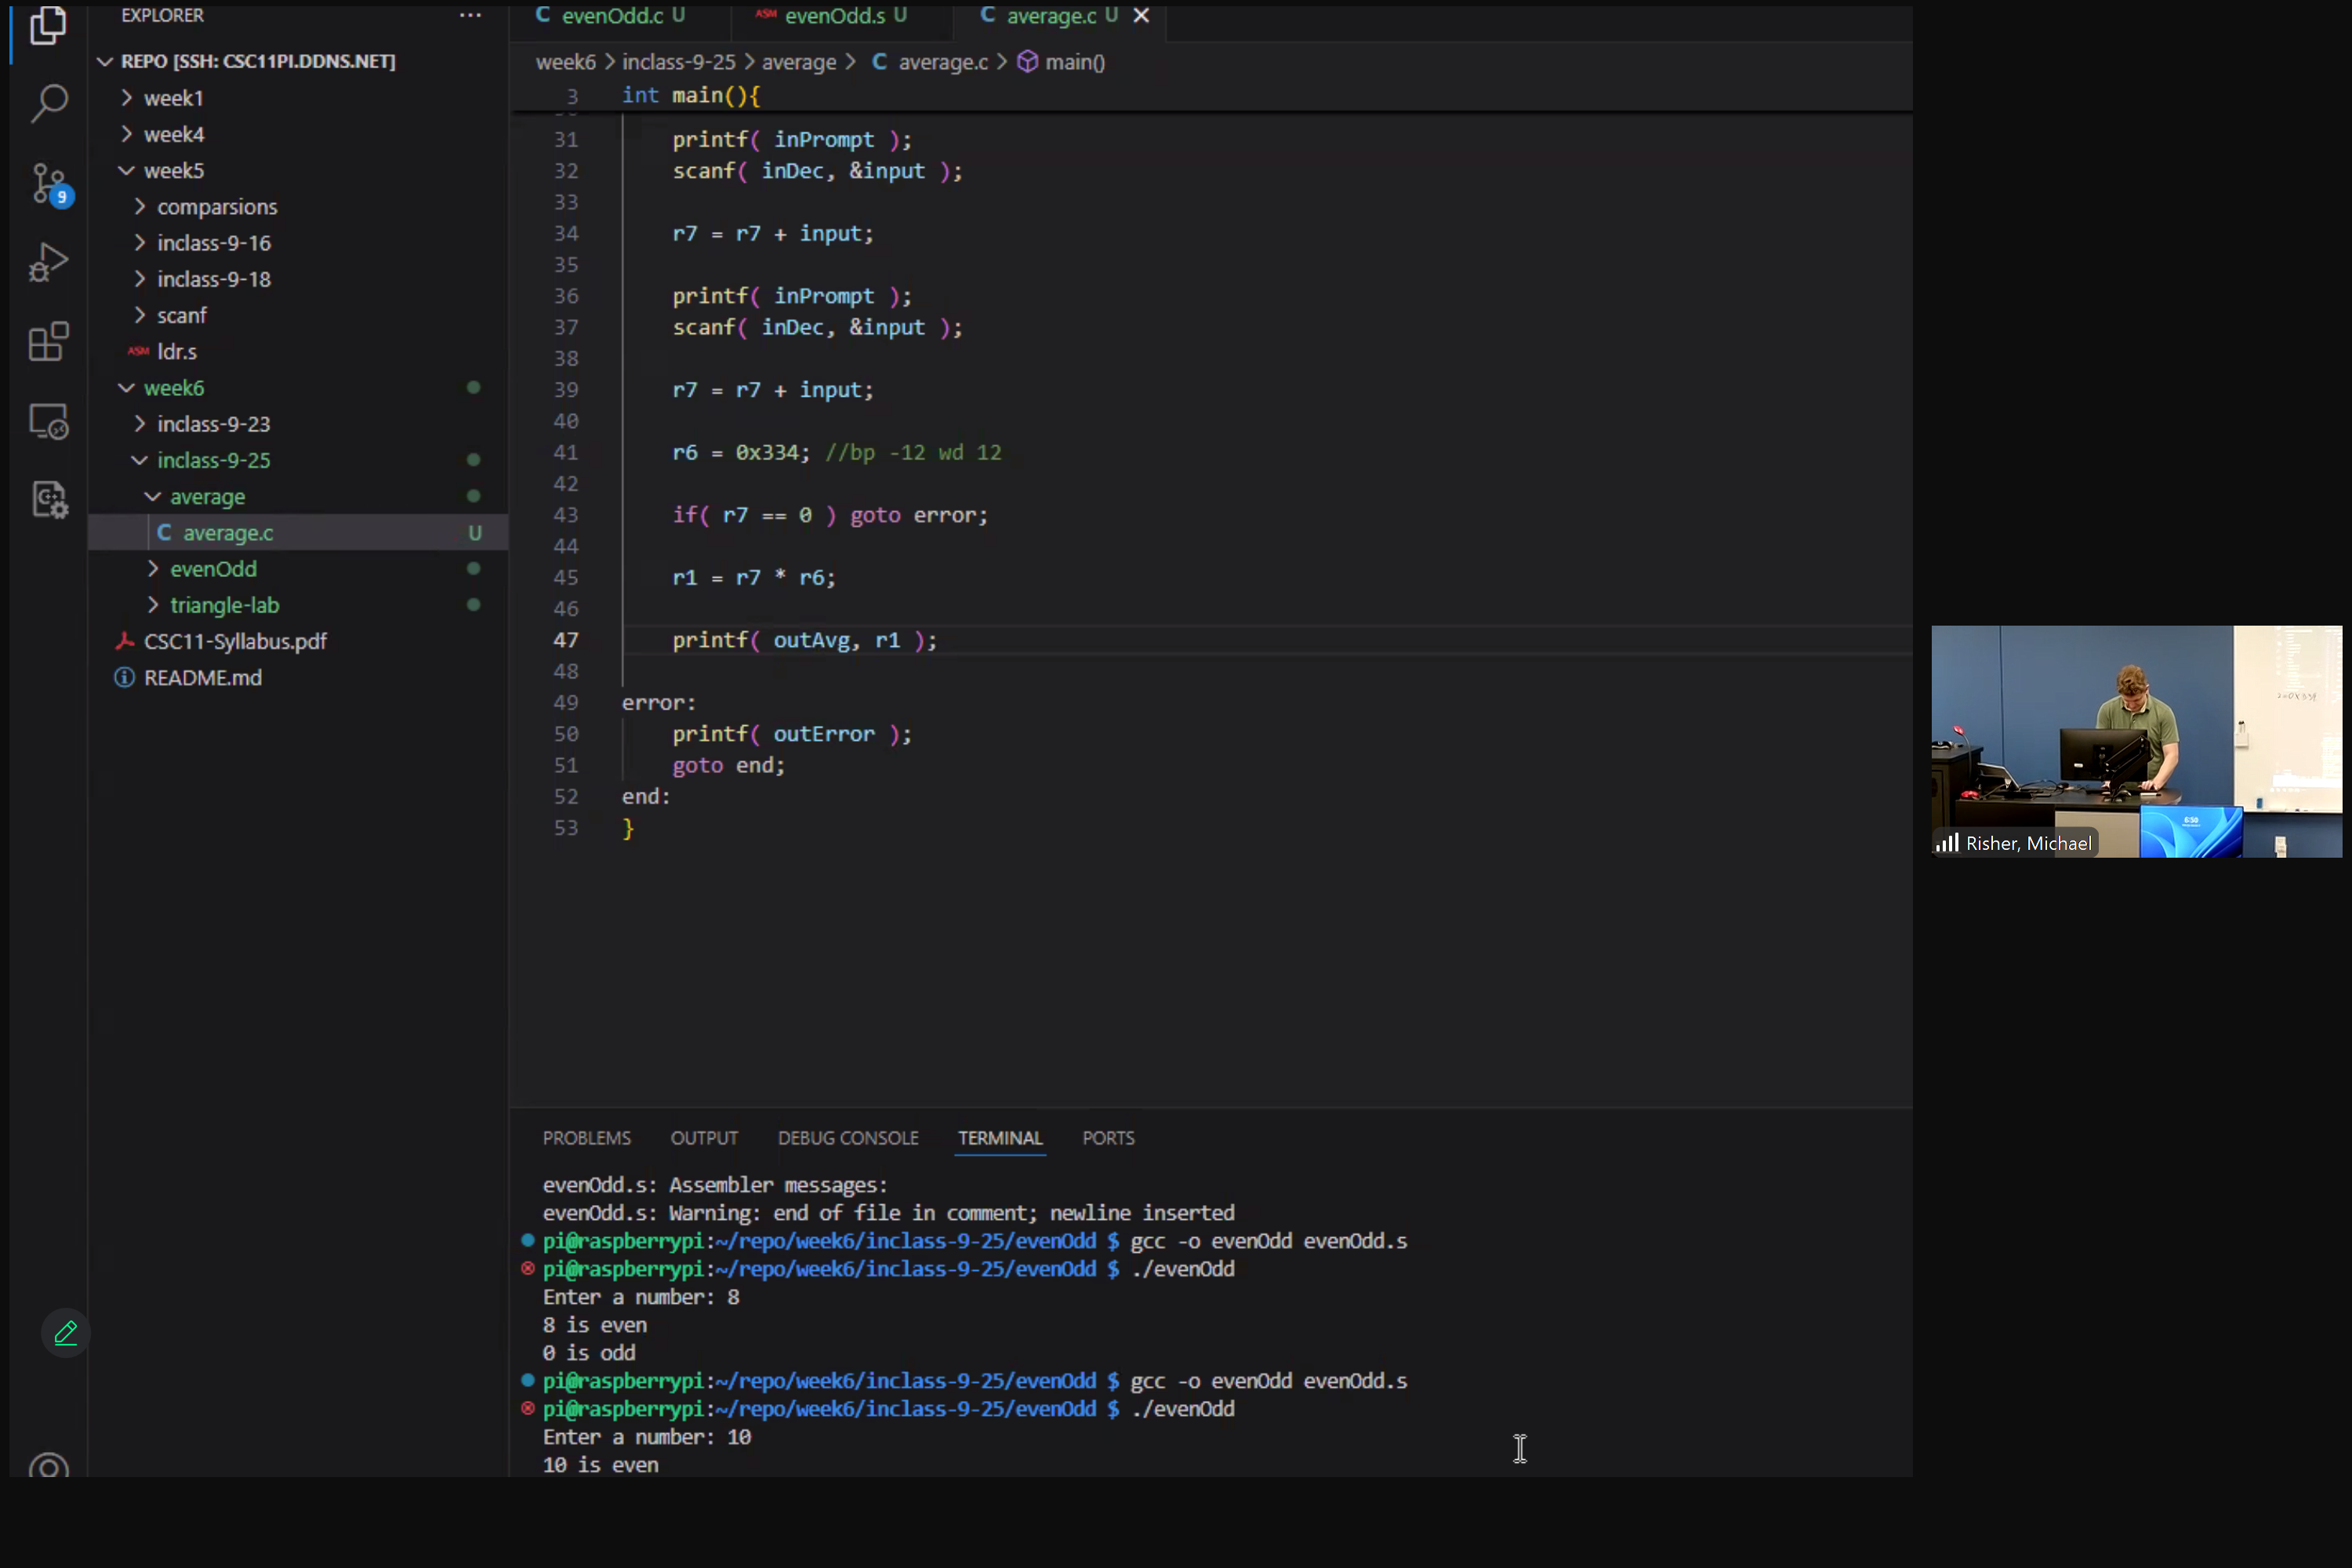 EXPLORER
REPO [SSH: CSC11PI.DDNS.NET]
week1
week4
week5
comparsions
inclass-9-16
inclass-9-18
scanf
ASM ldr.s
week6
inclass-9-23
inclass-9-25
average
C average.c U
evenOdd
triangle-lab
CSC11-Syllabus.pdf
README.md
9
C evenOdd.c U ASM evenOdd.s U C average.c U
week6 > inclass-9-25 > average > C average.c > main()
3 int main(){
31 printf( inPrompt );
32 scanf( inDec, &input );
33
34 r7 = r7 + input;
35
36 printf( inPrompt );
37 scanf( inDec, &input );
38
39 r7 = r7 + input;
40
41 r6 = 0x334; //bp -12 wd 12
42
43 if( r7 == 0 ) goto error;
44
45 r1 = r7 * r6;
46
47 printf( outAvg, r1 );
48
49 error:
50 printf( outError );
51 goto end;
52 end:
53 }
PROBLEMS OUTPUT DEBUG CONSOLE TERMINAL PORTS
evenOdd.s: Assembler messages:
evenOdd.s: Warning: end of file in comment; newline inserted
pi@raspberrypi:~/repo/week6/inclass-9-25/evenOdd $ gcc -o evenOdd evenOdd.s
pi@raspberrypi:~/repo/week6/inclass-9-25/evenOdd $ ./evenOdd
Enter a number: 8
8 is even
0 is odd
pi@raspberrypi:~/repo/week6/inclass-9-25/evenOdd $ gcc -o evenOdd evenOdd.s
pi@raspberrypi:~/repo/week6/inclass-9-25/evenOdd $ ./evenOdd
Enter a number: 10
10 is even
6:50
Risher, Michael